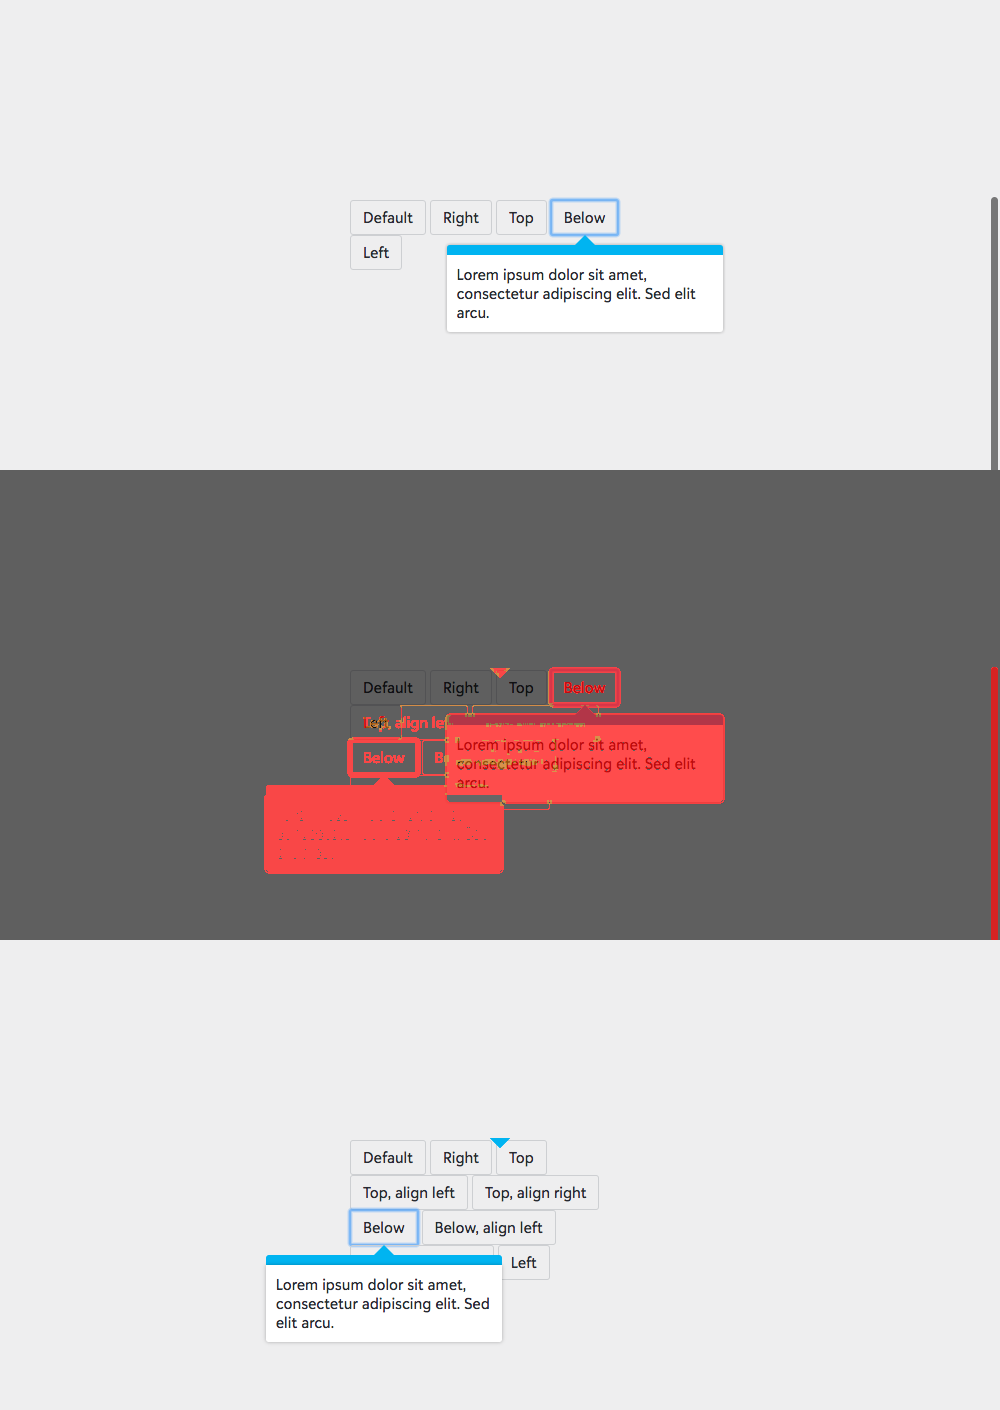 Default Right Top Below
Left
Lorem ipsum dolor sit amet,
consectetur adipiscing elit. Sed elit
arcu.
Default Right Top Below
Top, align left
Below
Lorem ipsum dolor sit amet,
consectetur adipiscing elit. Sed elit
arcu.
Default Right Top
Top, align left Top, align right
Below Below, align left
Left
Lorem ipsum dolor sit amet,
consectetur adipiscing elit. Sed
elit arcu.